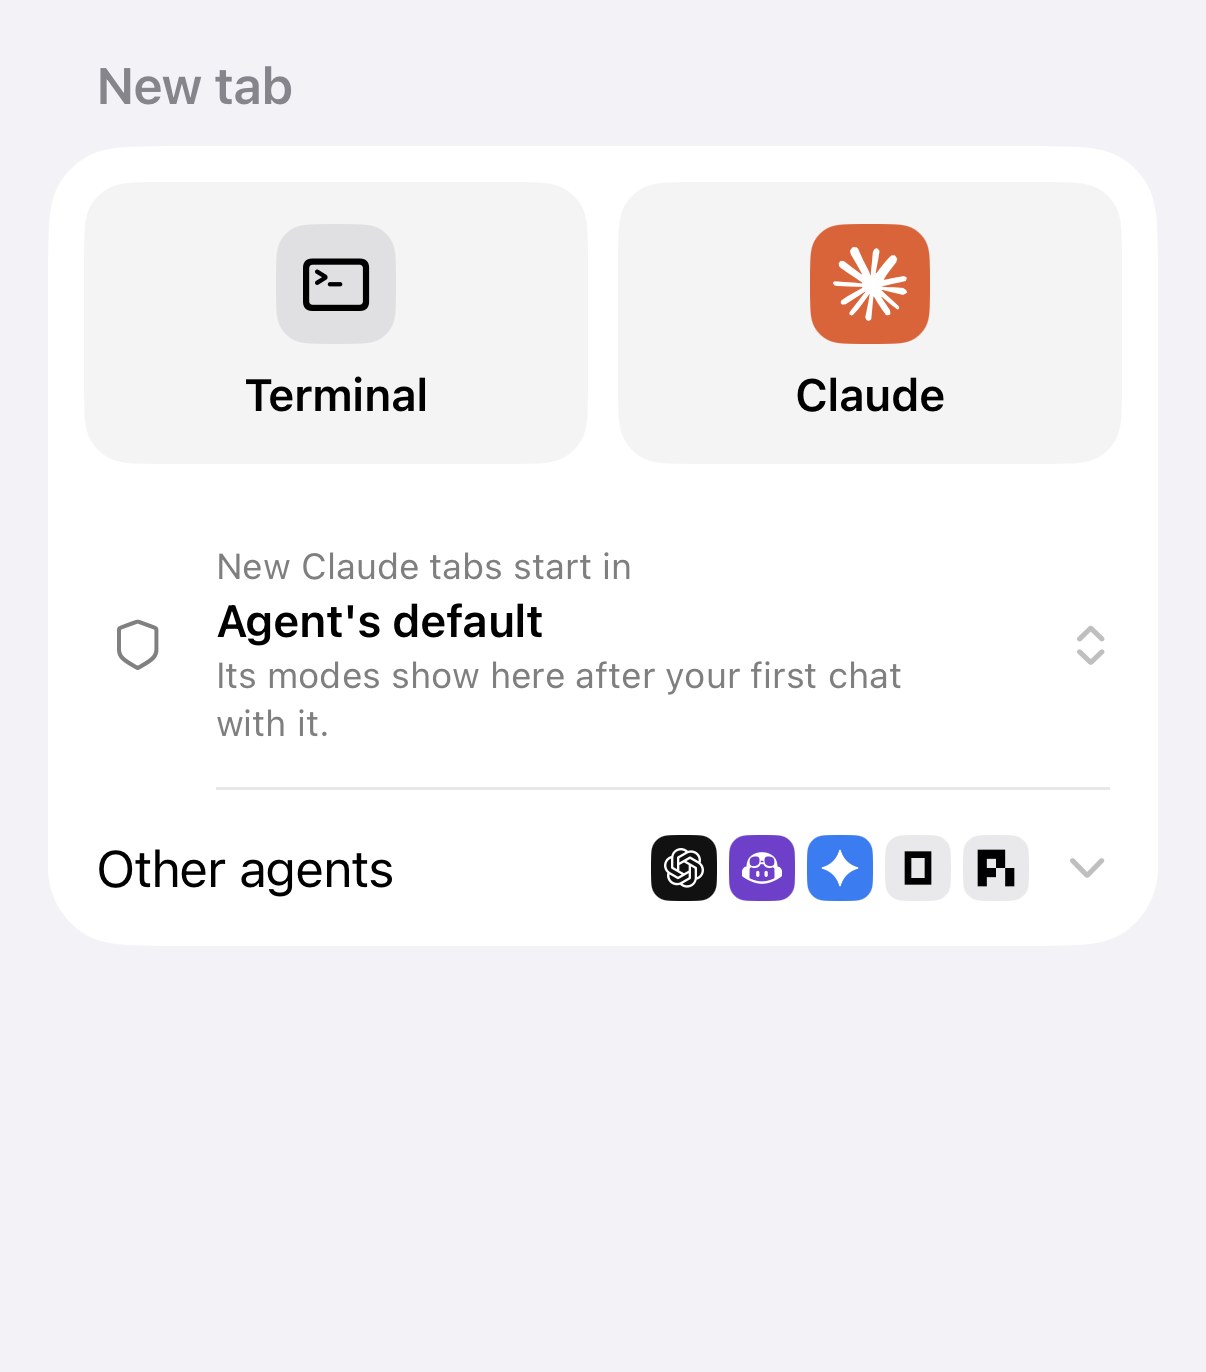 New tab
Terminal
Claude
New Claude tabs start in
Agent's default
Its modes show here after your first chat
with it.
Other agents